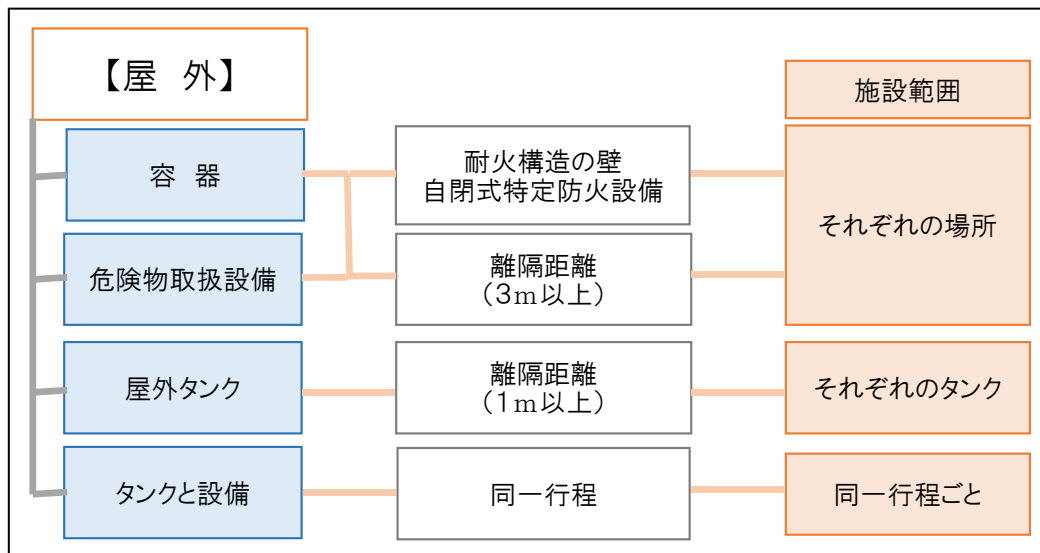 【屋 外】
施設範囲
容 器
耐火構造の壁
自閉式特定防火設備
それぞれの場所
危険物取扱設備
離隔距離
（3ｍ以上）
屋外タンク
離隔距離
（1ｍ以上）
それぞれのタンク
タンクと設備
同一行程
同一行程ごと